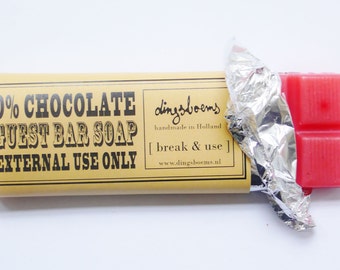 0% CHOCOLATE
GUEST BAR SOAP
EXTERNAL USE ONLY
dingsboems
handmade in Holland
[ break & use ]
www.dingsboems.nl